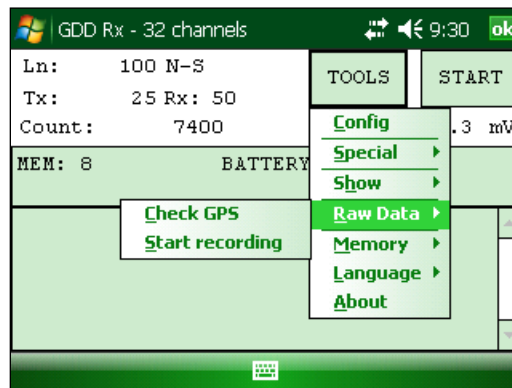 GDD Rx - 32 channels 9:30 ok
Ln: 100 N-S
Tx: 25 Rx: 50
Count: 7400
TOOLS START
.3 mV
MEM: 8 BATTERY
Config
Special
Show
Raw Data
Memory
Language
About
Check GPS
Start recording